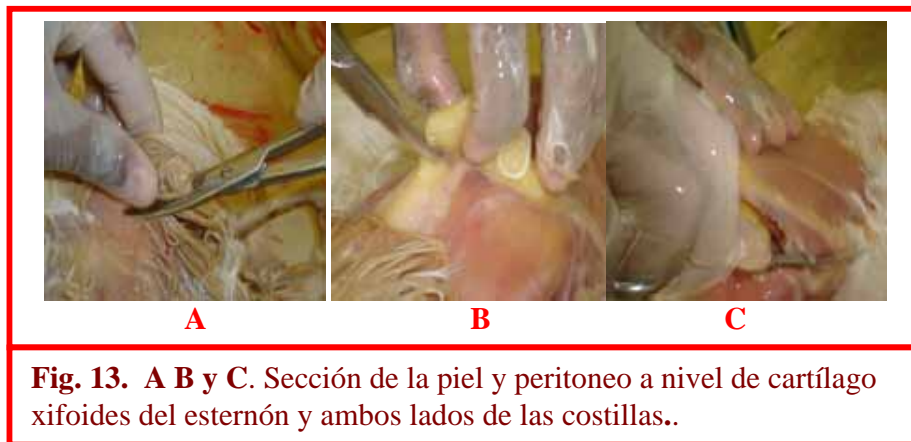 A B C
Fig. 13. A B y C. Sección de la piel y peritoneo a nivel de cartílago
xifoides del esternón y ambos lados de las costillas..